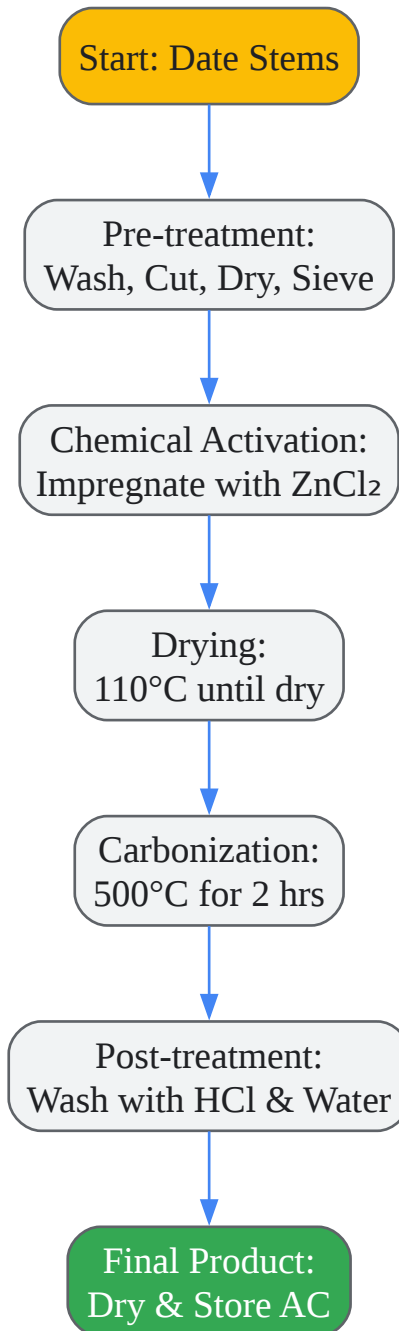 Start: Date Stems
Pre-treatment:
Wash, Cut, Dry, Sieve
Chemical Activation:
Impregnate with ZnCl₂
Drying:
110°C until dry
Carbonization:
500°C for 2 hrs
Post-treatment:
Wash with HCl & Water
Final Product:
Dry & Store AC